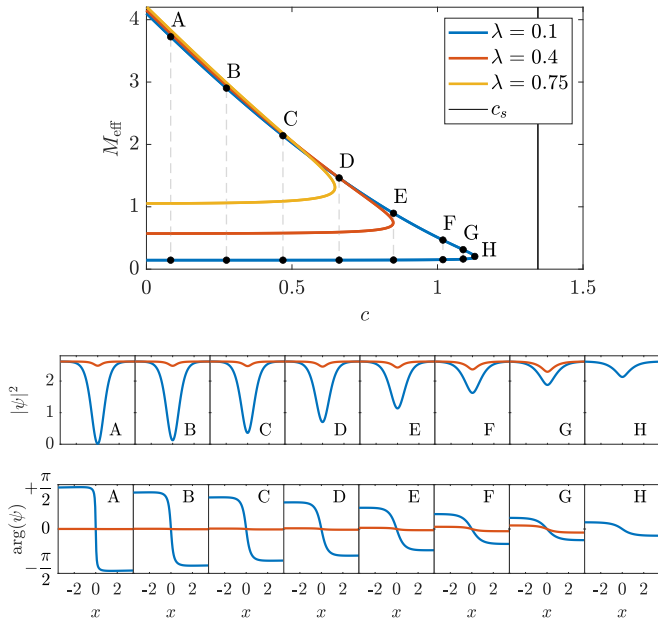 4
3
2
1
0
M_eff
A
B
C
D
E
F
G
H
λ = 0.1
λ = 0.4
λ = 0.75
c_s
0 0.5 1 1.5
c
2
1
0
|ψ|²
A B C D E F G H
+π/2
0
−π/2
arg(ψ)
A B C D E F G H
-2 0 2 -2 0 2 -2 0 2 -2 0 2 -2 0 2 -2 0 2 -2 0 2 -2 0 2
x x x x x x x x